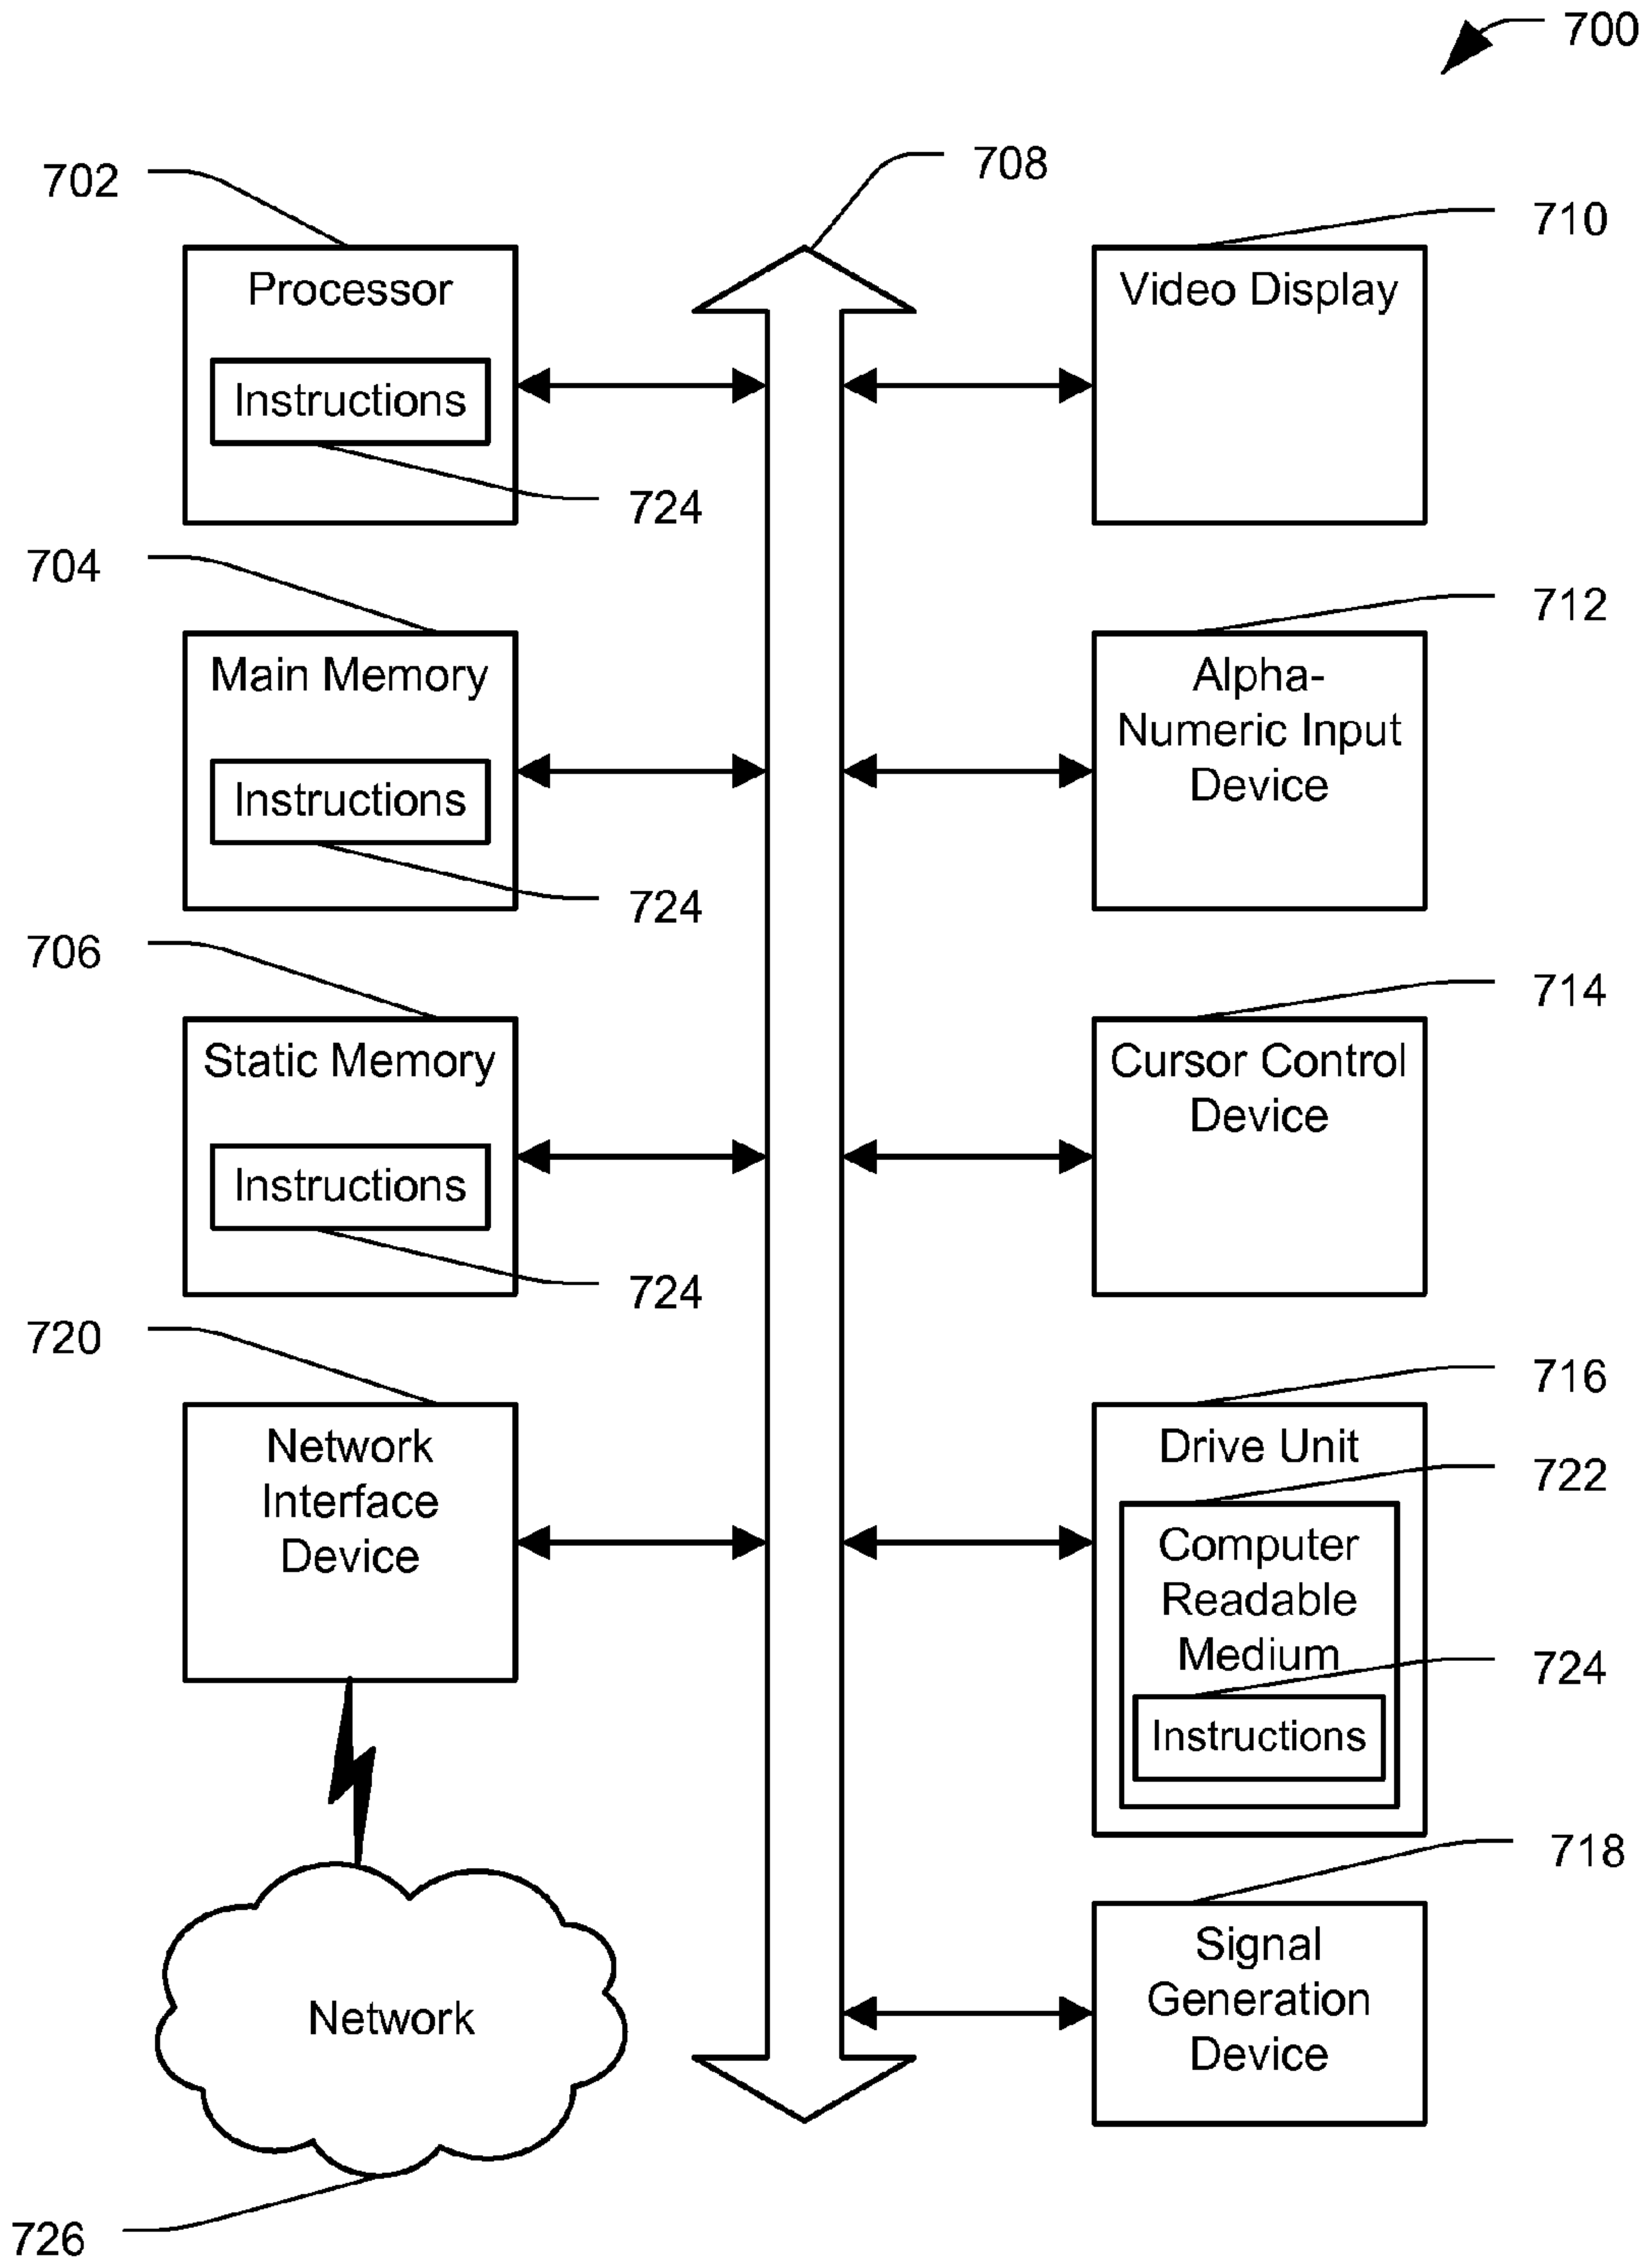 700
702
708
710
Processor
Video Display
Instructions
724
704
712
Main Memory
Alpha-
Numeric Input
Device
Instructions
724
706
714
Static Memory
Cursor Control
Device
Instructions
724
720
716
Network
Interface
Device
Drive Unit
722
Computer
Readable
Medium
724
Instructions
718
Signal
Generation
Device
Network
726